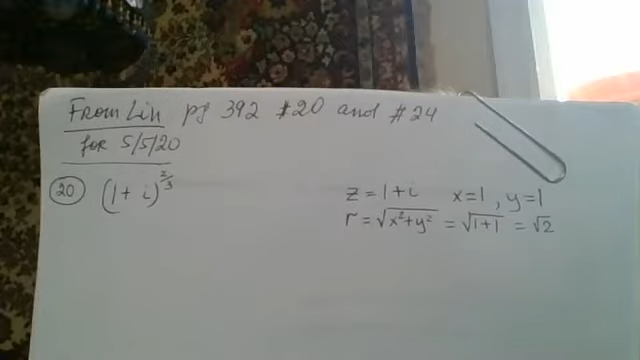 From Lin pg 392 #20 and #24
for 5/5/20
20 (1 + i)^2/3
z = 1 + i x = 1, y = 1
r = √x²+y² = √1+1 = √2